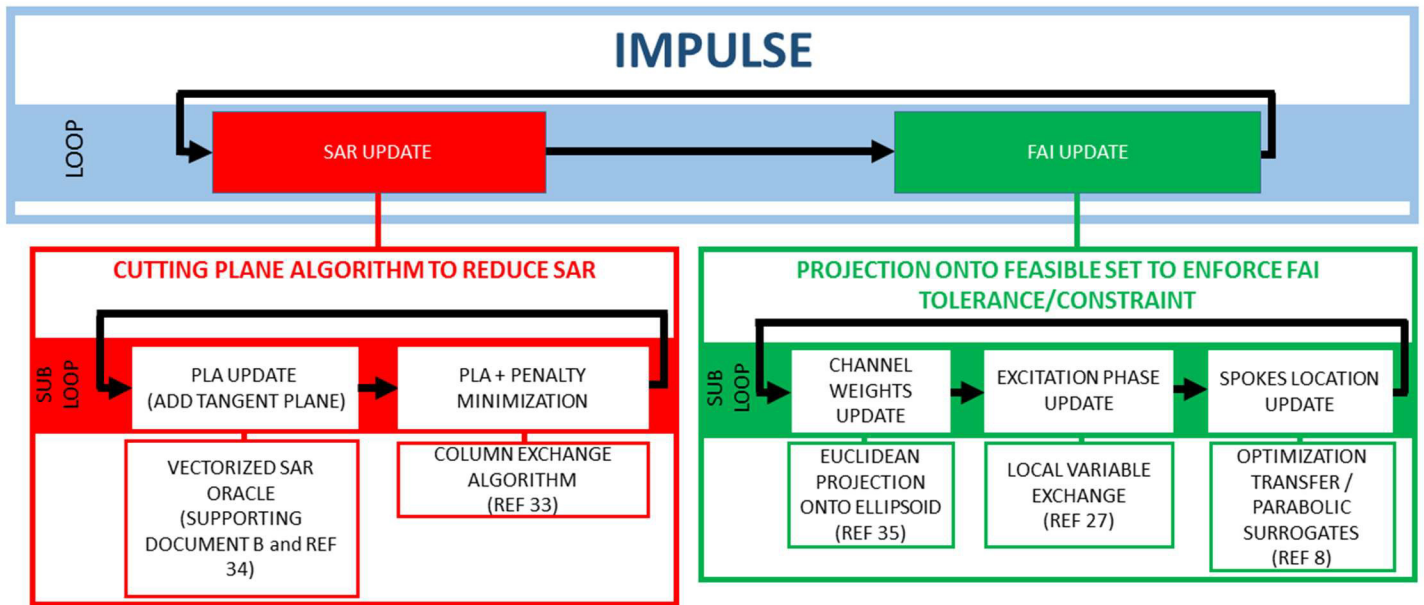 IMPULSE
LOOP
SAR UPDATE
FAI UPDATE
CUTTING PLANE ALGORITHM TO REDUCE SAR
SUB
LOOP
PLA UPDATE
(ADD TANGENT PLANE)
PLA + PENALTY
MINIMIZATION
VECTORIZED SAR
ORACLE
(SUPPORTING
DOCUMENT B and REF
34)
COLUMN EXCHANGE
ALGORITHM
(REF 33)
PROJECTION ONTO FEASIBLE SET TO ENFORCE FAI
TOLERANCE/CONSTRAINT
SUB
LOOP
CHANNEL
WEIGHTS
UPDATE
EXCITATION PHASE
UPDATE
SPOKES LOCATION
UPDATE
EUCLIDEAN
PROJECTION
ONTO ELLIPSOID
(REF 35)
LOCAL VARIABLE
EXCHANGE
(REF 27)
OPTIMIZATION
TRANSFER /
PARABOLIC
SURROGATES
(REF 8)